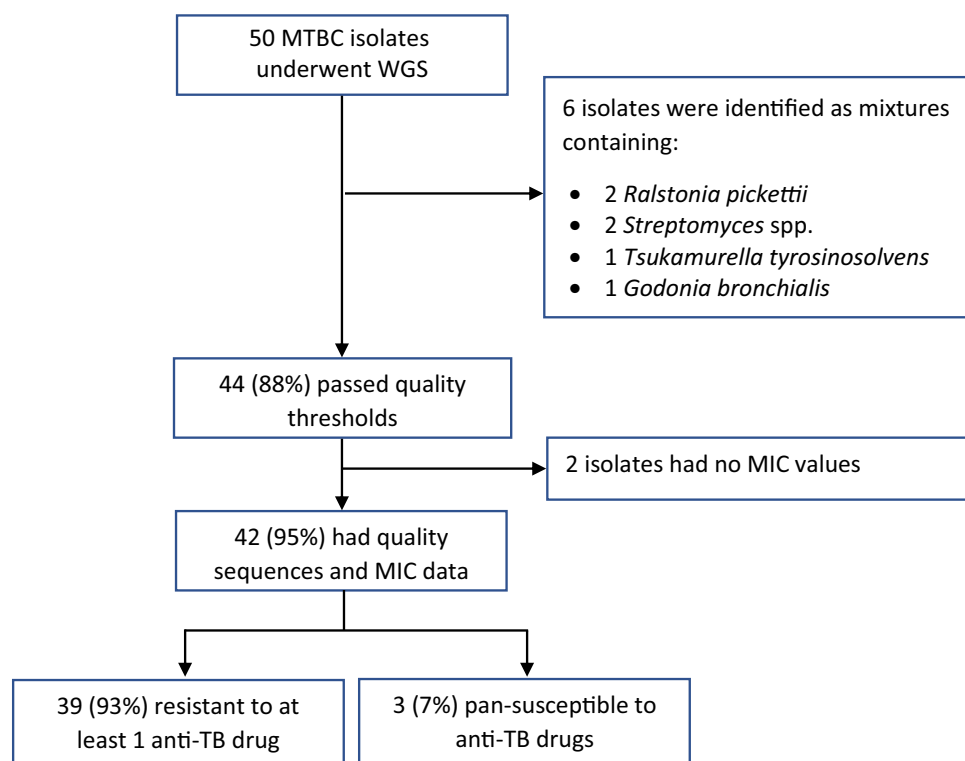 50 MTBC isolates
underwent WGS
6 isolates were identified as mixtures
containing:
• 2 Ralstonia pickettii
• 2 Streptomyces spp.
• 1 Tsukamurella tyrosinosolvens
• 1 Godonia bronchialis
44 (88%) passed quality
thresholds
2 isolates had no MIC values
42 (95%) had quality
sequences and MIC data
39 (93%) resistant to at
least 1 anti-TB drug
3 (7%) pan-susceptible to
anti-TB drugs